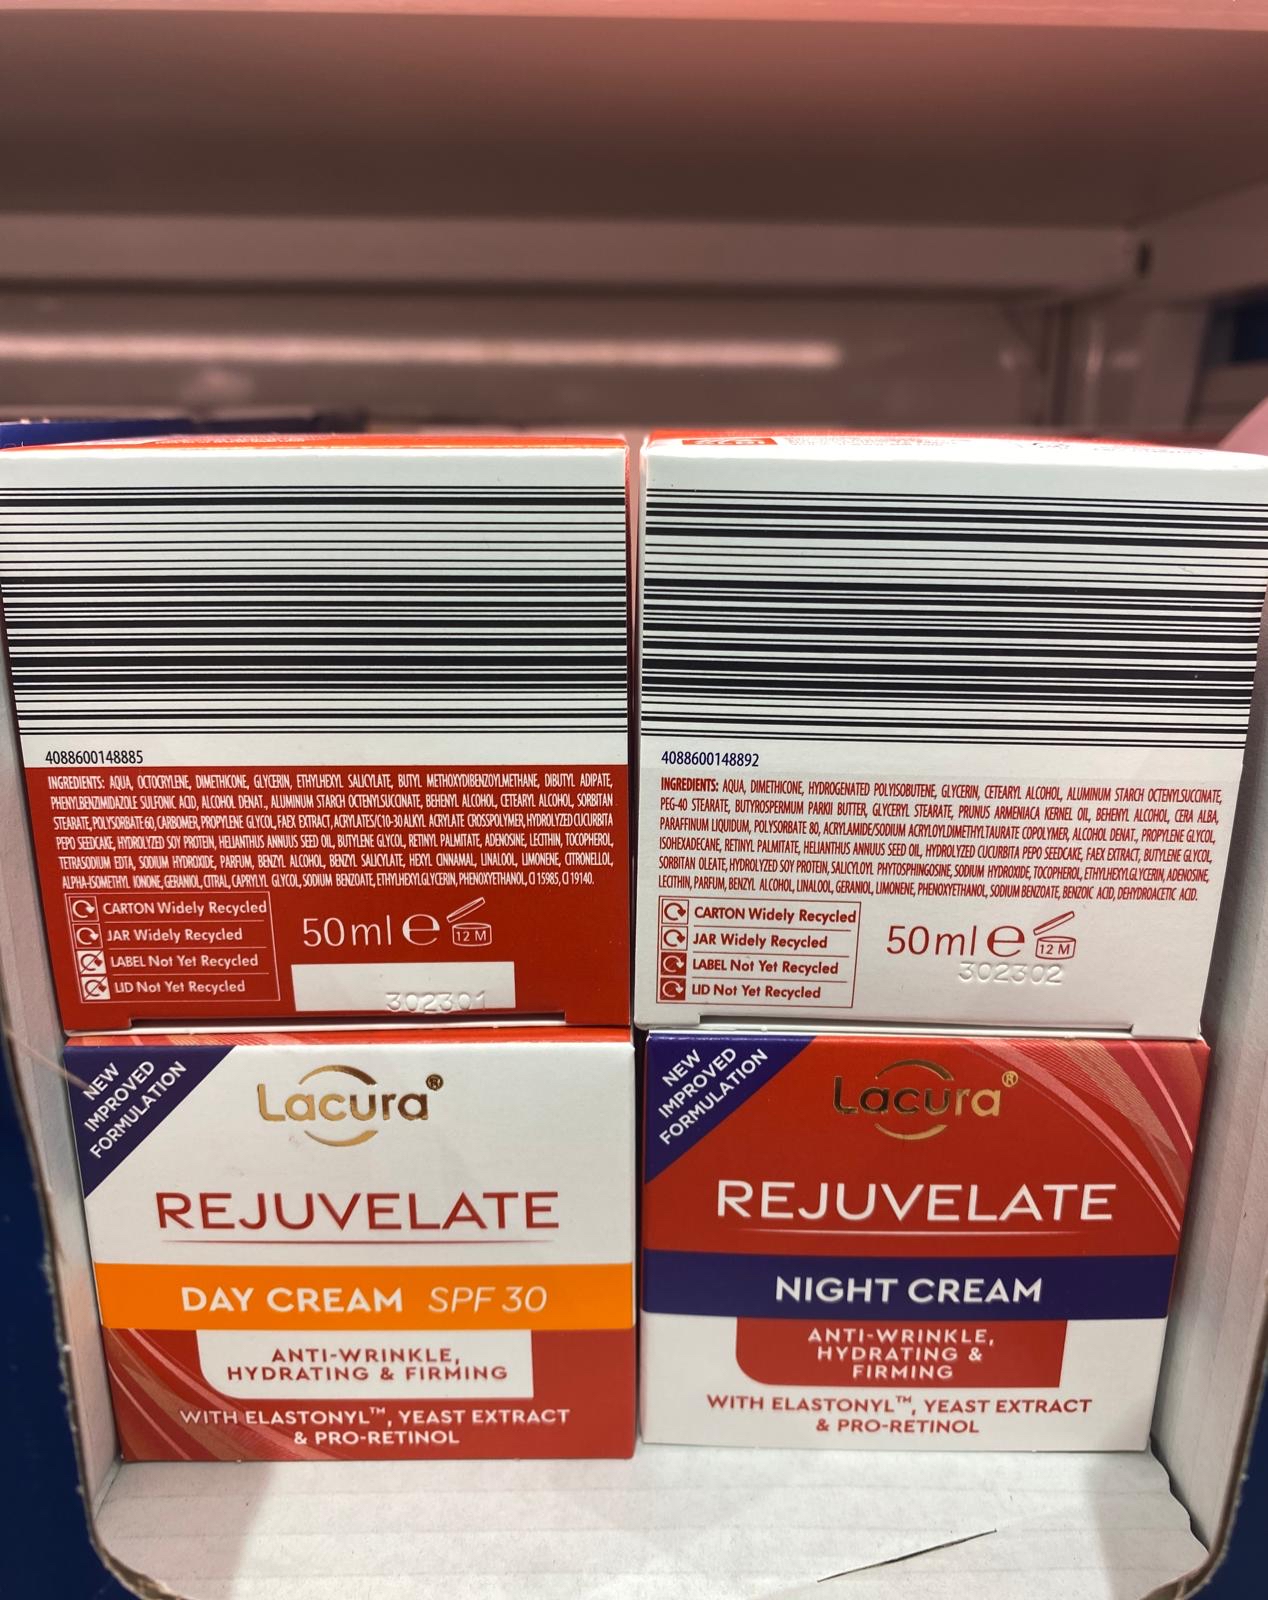 4088600148885
INGREDIENTS: AQUA, OCTOCRYLENE, DIMETHICONE, GLYCERIN, ETHYLHEXYL SALICYLATE, BUTYL METHOXYDIBENZOYLMETHANE, DIBUTYL ADIPATE,
PHENYLBENZIMIDAZOLE SULFONIC ACID, ALCOHOL DENAT., ALUMINUM STARCH OCTENYLSUCCINATE, BEHENYL ALCOHOL, CETEARYL ALCOHOL, SORBITAN
STEARATE, POLYSORBATE 60, CARBOMER, PROPYLENE GLYCOL, FAEX EXTRACT, ACRYLATES/C10-30 ALKYL ACRYLATE CROSSPOLYMER, HYDROLYZED CUCURBITA
PEPO SEEDCAKE, HYDROLYZED SOY PROTEIN, HELIANTHUS ANNUUS SEED OIL, BUTYLENE GLYCOL, RETINYL PALMITATE, ADENOSINE, LECITHIN, TOCOPHEROL,
TETRASODIUM EDTA, SODIUM HYDROXIDE, PARFUM, BENZYL ALCOHOL, BENZYL SALICYLATE, HEXYL CINNAMAL, LINALOOL, LIMONENE, CITRONELLOL,
ALPHA-ISOMETHYL IONONE, GERANIOL, CITRAL, CAPRYLYL GLYCOL, SODIUM BENZOATE, ETHYLHEXYLGLYCERIN, PHENOXYETHANOL, CI 15985, CI 19140.
CARTON Widely Recycled
JAR Widely Recycled
LABEL Not Yet Recycled
LID Not Yet Recycled
50ml e
12 M
302301
4088600148892
INGREDIENTS: AQUA, DIMETHICONE, HYDROGENATED POLYISOBUTENE, GLYCERIN, CETEARYL ALCOHOL, ALUMINUM STARCH OCTENYLSUCCINATE,
PEG-40 STEARATE, BUTYROSPERMUM PARKII BUTTER, GLYCERYL STEARATE, PRUNUS ARMENIACA KERNEL OIL, BEHENYL ALCOHOL, CERA ALBA,
PARAFFINUM LIQUIDUM, POLYSORBATE 80, ACRYLAMIDE/SODIUM ACRYLOYLDIMETHYLTAURATE COPOLYMER, ALCOHOL DENAT., PROPYLENE GLYCOL,
ISOHEXADECANE, RETINYL PALMITATE, HELIANTHUS ANNUUS SEED OIL, HYDROLYZED CUCURBITA PEPO SEEDCAKE, FAEX EXTRACT, BUTYLENE GLYCOL,
SORBITAN OLEATE, HYDROLYZED SOY PROTEIN, SALICYLOYL PHYTOSPHINGOSINE, SODIUM HYDROXIDE, TOCOPHEROL, ETHYLHEXYLGLYCERIN, ADENOSINE,
LECITHIN, PARFUM, BENZYL ALCOHOL, LINALOOL, GERANIOL, LIMONENE, PHENOXYETHANOL, SODIUM BENZOATE, BENZOIC ACID, DEHYDROACETIC ACID.
CARTON Widely Recycled
JAR Widely Recycled
LABEL Not Yet Recycled
LID Not Yet Recycled
50ml e
12 M
302302
NEW
IMPROVED
FORMULATION
Lacura®
REJUVELATE
DAY CREAM SPF 30
ANTI-WRINKLE,
HYDRATING & FIRMING
WITH ELASTONYL™, YEAST EXTRACT
& PRO-RETINOL
NEW
IMPROVED
FORMULATION
Lacura®
REJUVELATE
NIGHT CREAM
ANTI-WRINKLE,
HYDRATING &
FIRMING
WITH ELASTONYL™, YEAST EXTRACT
& PRO-RETINOL